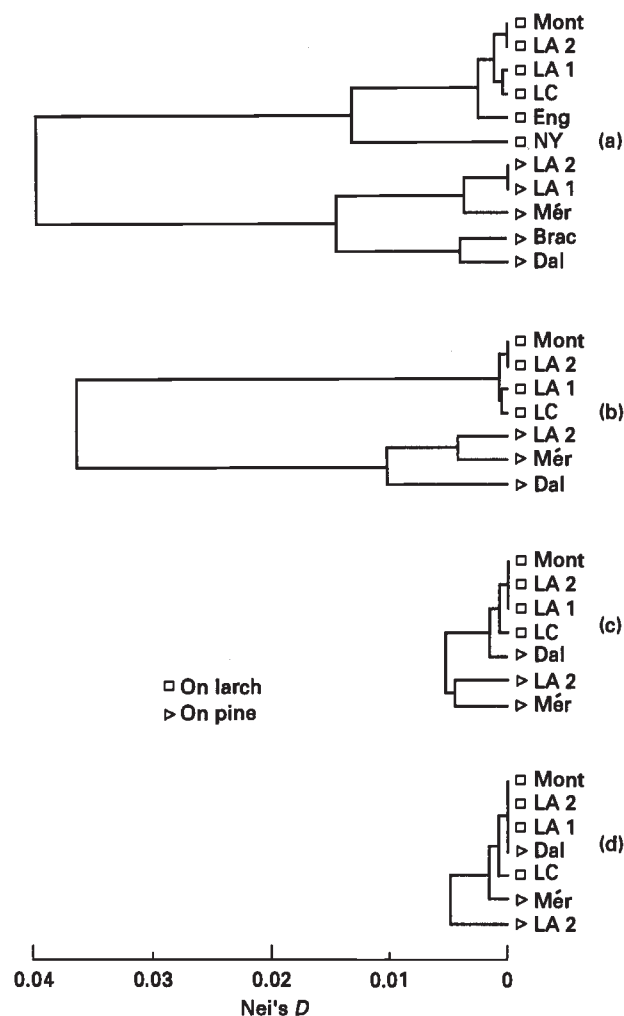 Mont
LA 2
LA 1
LC
Eng
NY
(a)
LA 2
LA 1
Mér
Brac
Dal
Mont
LA 2
LA 1
LC
(b)
LA 2
Mér
Dal
Mont
LA 2
LA 1
LC
(c)
Dal
LA 2
Mér
On larch
On pine
Mont
LA 2
LA 1
Dal
(d)
LC
Mér
LA 2
0.04 0.03 0.02 0.01 0
Nei's D